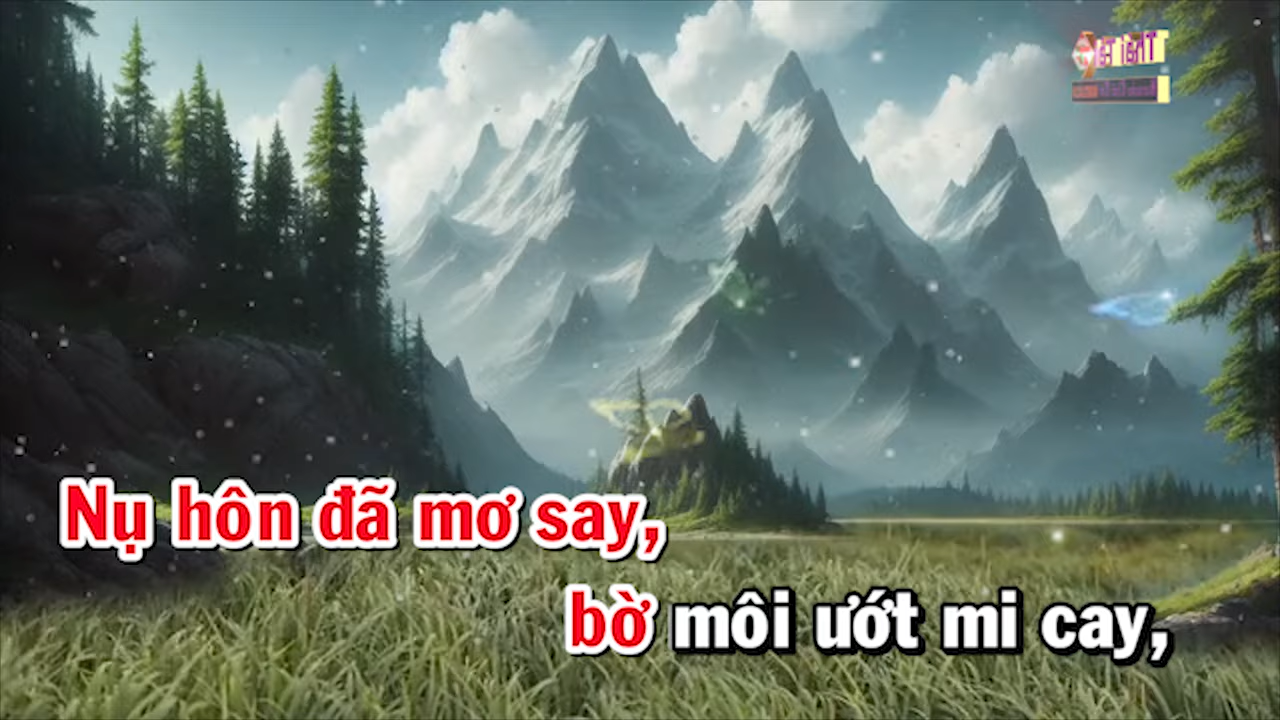 Nụ hôn đã mơ say,
bờ môi ướt mi cay,